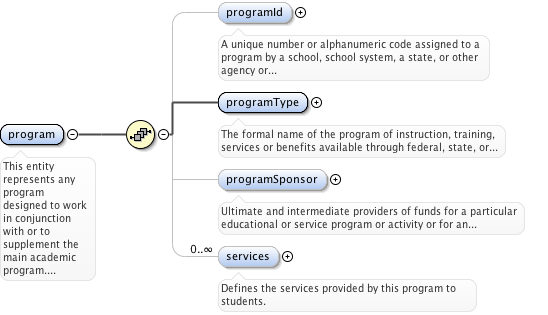 programId
A unique number or alphanumeric code assigned to a
program by a school, school system, a state, or other
agency or...
programType
The formal name of the program of instruction, training,
services or benefits available through federal, state, or...
program
This entity
represents any
program
designed to work
in conjunction
with or to
supplement the
main academic
program....
programSponsor
Ultimate and intermediate providers of funds for a particular
educational or service program or activity or for an...
0..∞
services
Defines the services provided by this program to
students.